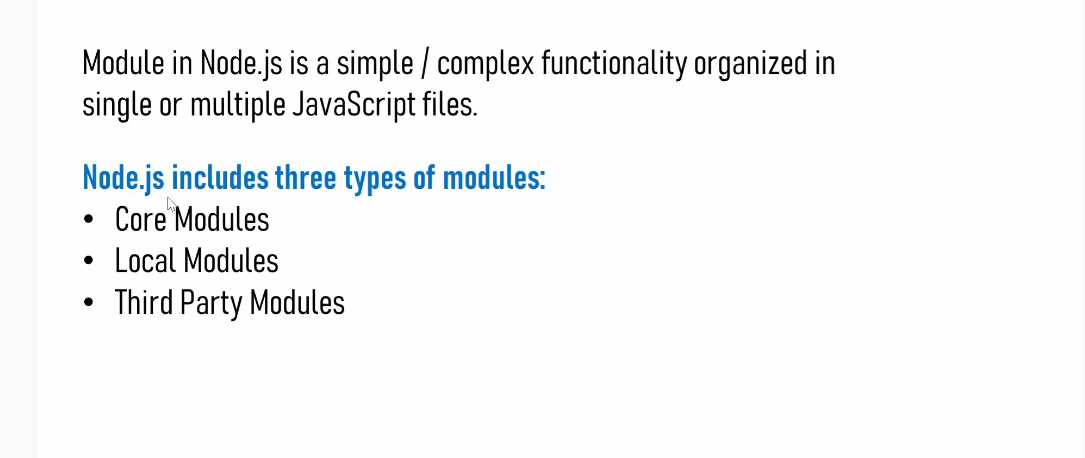 Module in Node.js is a simple / complex functionality organized in
single or multiple JavaScript files.
Node.js includes three types of modules:
• Core Modules
• Local Modules
• Third Party Modules